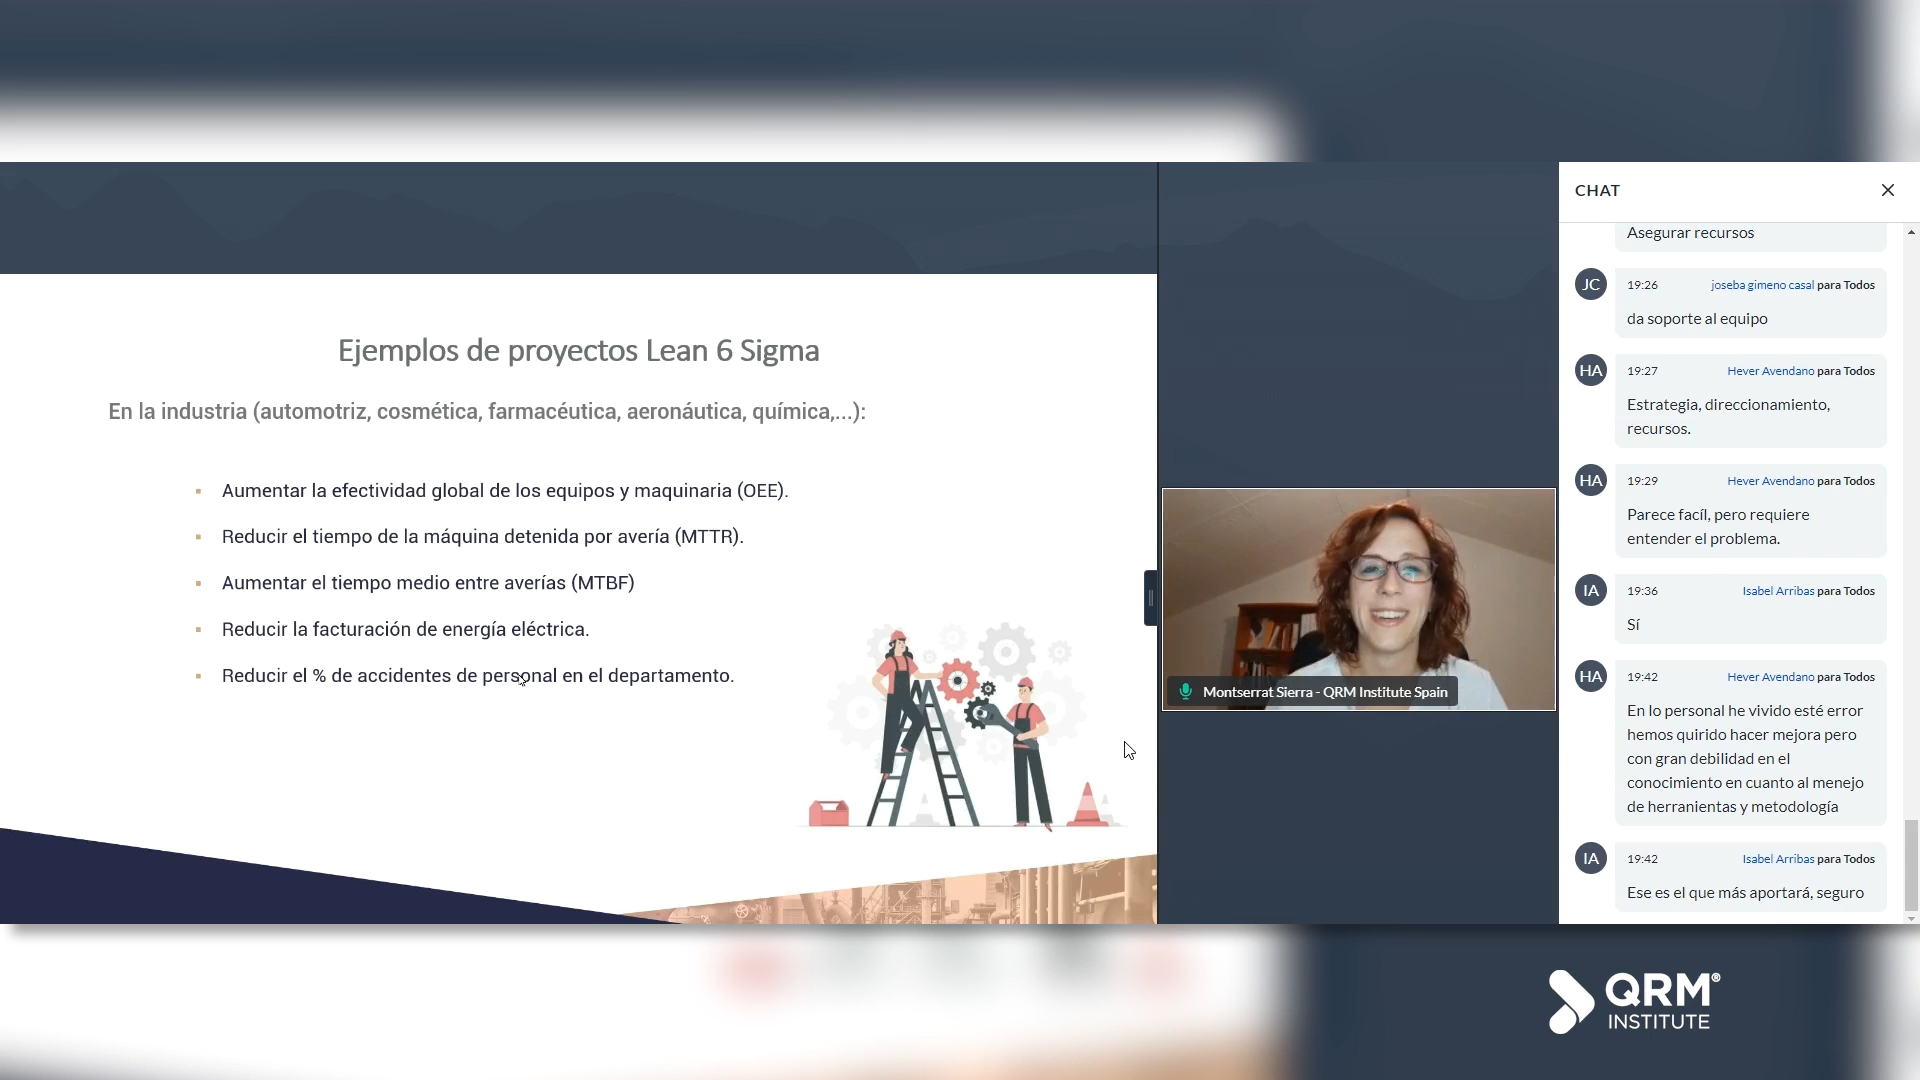 Ejemplos de proyectos Lean 6 Sigma
En la industria (automotriz, cosmética, farmacéutica, aeronáutica, química,...):
▪ Aumentar la efectividad global de los equipos y maquinaria (OEE).
▪ Reducir el tiempo de la máquina detenida por avería (MTTR).
▪ Aumentar el tiempo medio entre averías (MTBF)
▪ Reducir la facturación de energía eléctrica.
▪ Reducir el % de accidentes de personal en el departamento.
Montserrat Sierra - QRM Institute Spain
CHAT
Asegurar recursos
JC
19:26 joseba gimeno casal para Todos
da soporte al equipo
HA
19:27 Hever Avendano para Todos
Estrategia, direccionamiento,
recursos.
HA
19:29 Hever Avendano para Todos
Parece facíl, pero requiere
entender el problema.
IA
19:36 Isabel Arribas para Todos
Sí
HA
19:42 Hever Avendano para Todos
En lo personal he vivido esté error
hemos quirido hacer mejora pero
con gran debilidad en el
conocimiento en cuanto al menejo
de herranientas y metodología
IA
19:42 Isabel Arribas para Todos
Ese es el que más aportará, seguro
QRM®
INSTITUTE